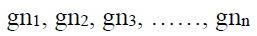 gn₁, gn₂, gn₃, ……, gnₙ